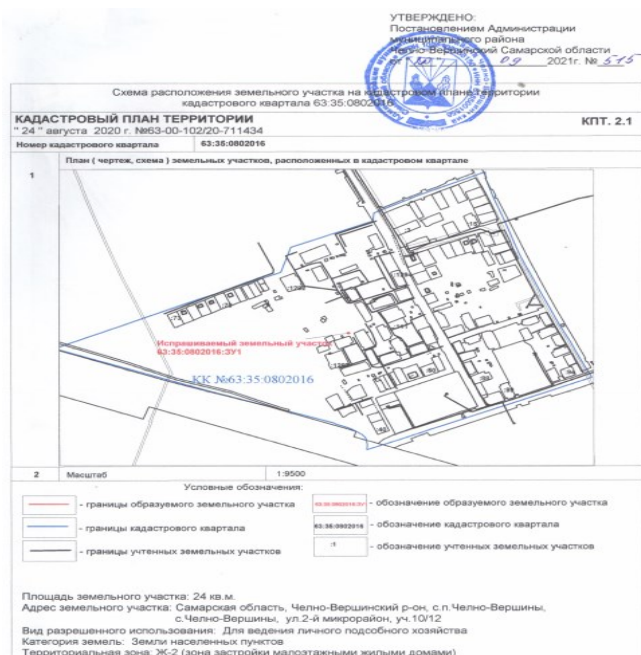 УТВЕРЖДЕНО:
Постановлением Администрации
муниципального района
Челно-Вершинский Самарской области
09 2021г. № 515
Схема расположения земельного участка на кадастровом плане территории
кадастрового квартала 63:35:0802016
КАДАСТРОВЫЙ ПЛАН ТЕРРИТОРИИ
КПТ. 2.1
" 24 " августа 2020 г. №63-00-102/20-711434
Номер кадастрового квартала 63:35:0802016
План ( чертеж, схема ) земельных участков, расположенных в кадастровом квартале
1
Испрашиваемый земельный участок
63:35:0802016:ЗУ1
КК №63:35:0802016
2 Масштаб 1:9500
Условные обозначения:
- границы образуемого земельного участка
- обозначение образуемого земельного участка
- границы кадастрового квартала
63:35:0802016 - обозначение кадастрового квартала
- границы учтенных земельных участков
:1 - обозначение учтенных земельных участков
Площадь земельного участка: 24 кв.м.
Адрес земельного участка: Самарская область, Челно-Вершинский р-он, с.п.Челно-Вершины,
с.Челно-Вершины, ул.2-й микрорайон, уч.10/12
Вид разрешенного использования: Для ведения личного подсобного хозяйства
Категория земель: Земли населенных пунктов
Территориальная зона: Ж-2 (зона застройки малоэтажными жилыми домами)